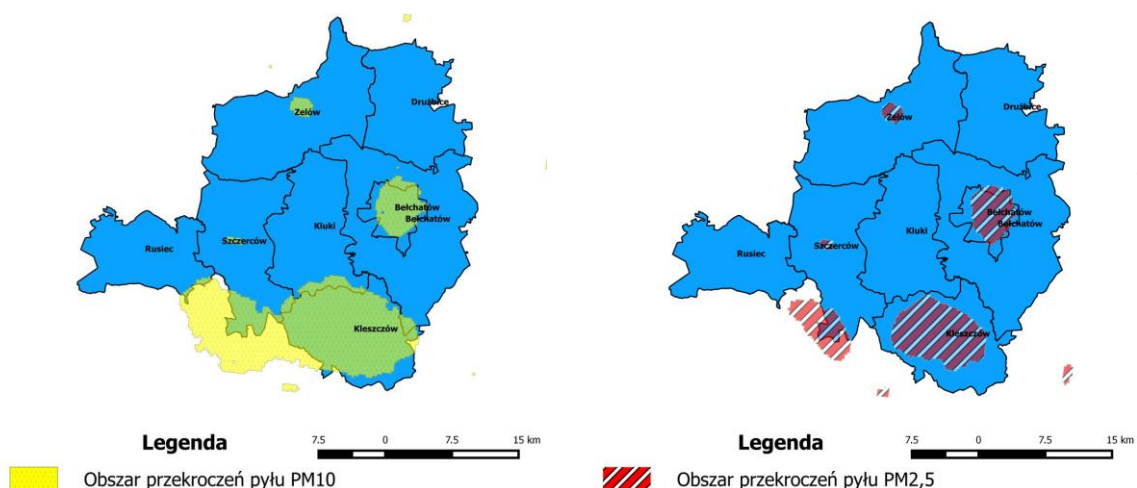 Drużbice
Zelów
Bełchatów
Bełchatów
Szczerców
Kluki
Rusiec
Kleszczów
Legenda
7.5 0 7.5 15 km
Obszar przekroczeń pyłu PM10
Drużbice
Zelów
Bełchatów
Bełchatów
Szczerców
Kluki
Rusiec
Kleszczów
Legenda
7.5 0 7.5 15 km
Obszar przekroczeń pyłu PM2,5